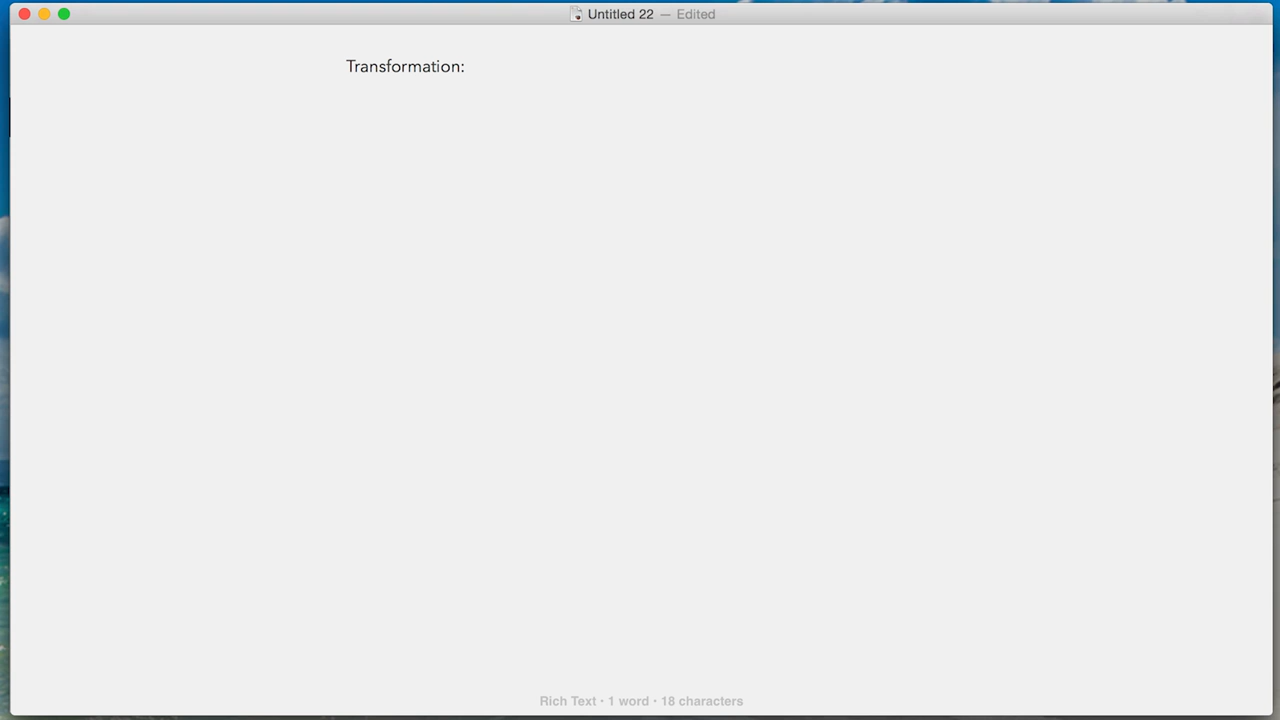 Untitled 22 — Edited
Transformation:
Rich Text • 1 word • 18 characters